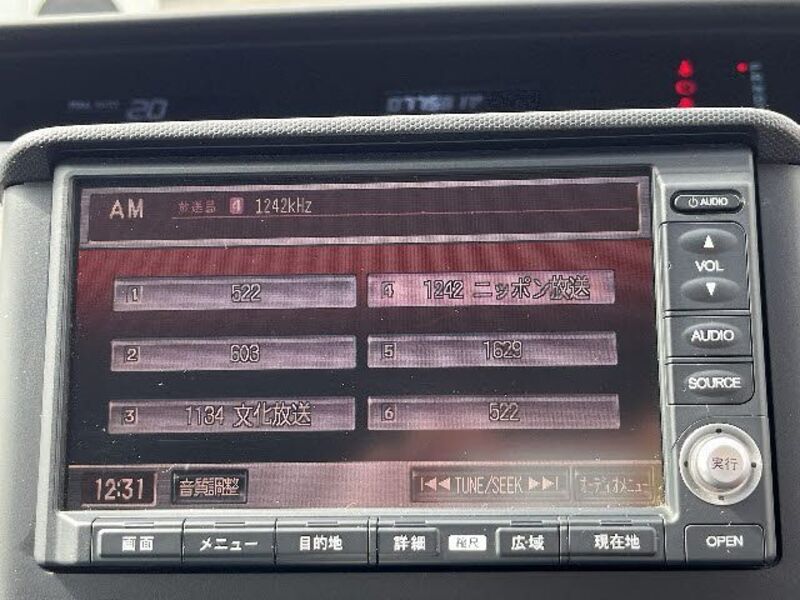 20
AM 放送局 4 1242kHz
1 522
4 1242 ニッポン放送
2 603
5 1629
3 1134 文化放送
6 522
12:31 音質調整 TUNE/SEEK オーディオメニュー
AUDIO
VOL
AUDIO
SOURCE
実行
画面 メニュー 目的地 詳細 縮尺 広域 現在地 OPEN